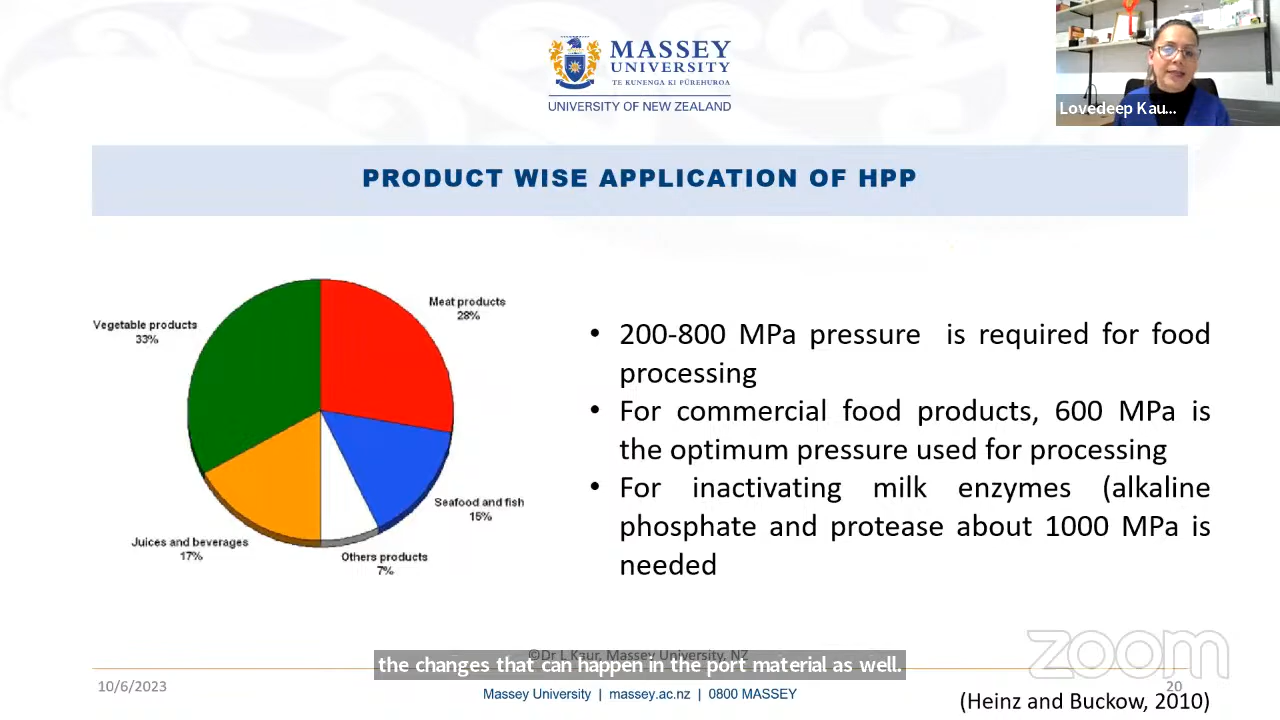 MASSEY
UNIVERSITY
TE KUNENGA KI PŪREHUROA
UNIVERSITY OF NEW ZEALAND
Lovedeep Kau...
PRODUCT WISE APPLICATION OF HPP
Vegetable products
33%
Meat products
28%
Seafood and fish
15%
Juices and beverages
17%
Others products
7%
• 200-800 MPa pressure is required for food
processing
• For commercial food products, 600 MPa is
the optimum pressure used for processing
• For inactivating milk enzymes (alkaline
phosphate and protease about 1000 MPa is
needed
©Dr L Kaur, Massey University, NZ
the changes that can happen in the port material as well.
zoom
10/6/2023
Massey University | massey.ac.nz | 0800 MASSEY
20
(Heinz and Buckow, 2010)